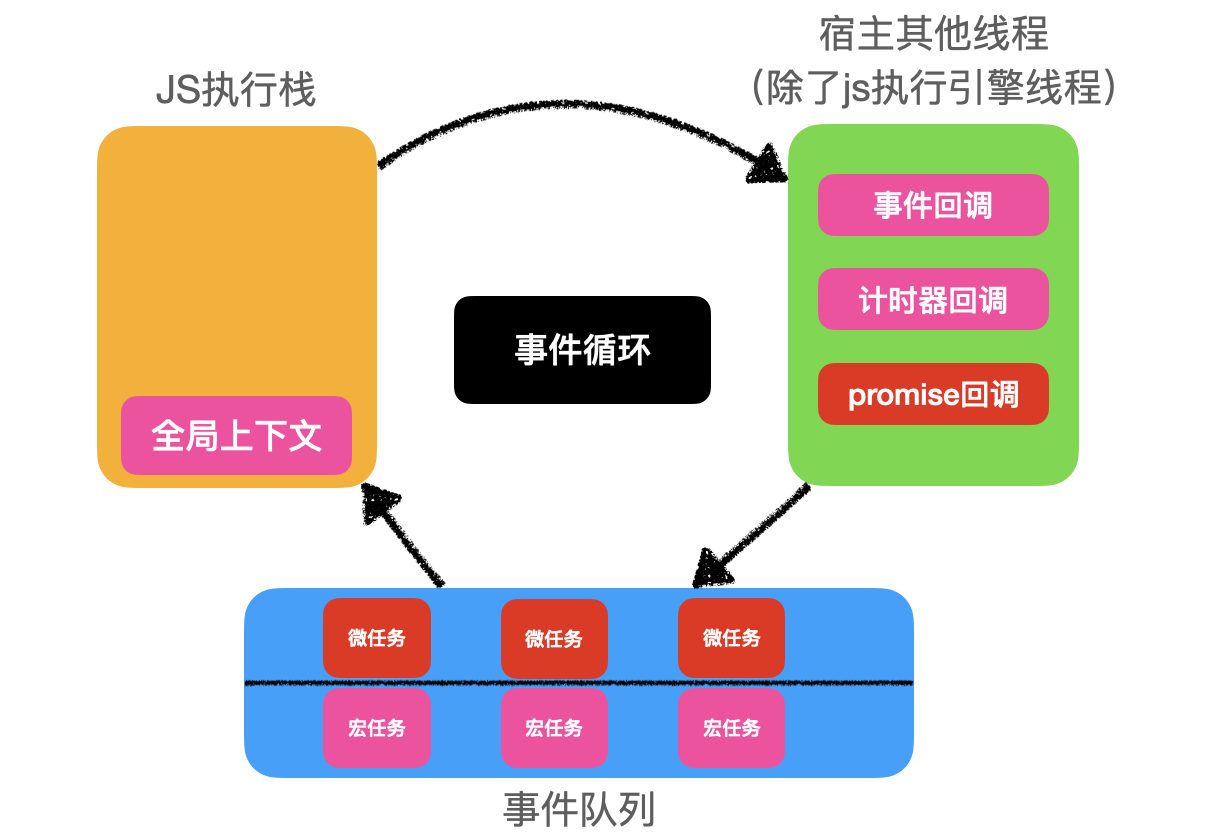 宿主其他线程
（除了js执行引擎线程）
JS执行栈
事件回调
计时器回调
promise回调
事件循环
全局上下文
微任务 微任务 微任务
宏任务 宏任务 宏任务
事件队列